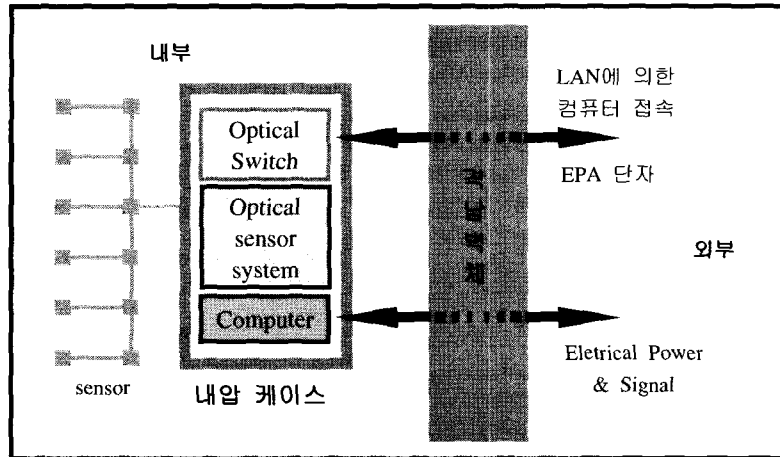 내부
Optical
Switch
Optical
sensor
system
Computer
sensor
내압 케이스
LAN에 의한
컴퓨터 접속
EPA 단자
외부
Eletrical Power
& Signal